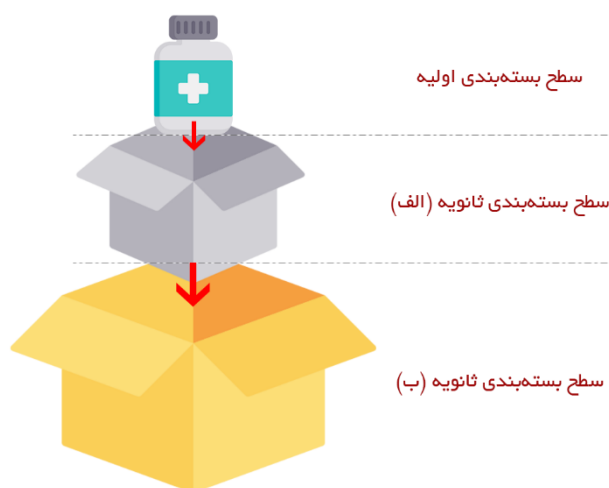 سطح بسته‌بندی اولیه
سطح بسته‌بندی ثانویه (الف)
سطح بسته‌بندی ثانویه (ب)